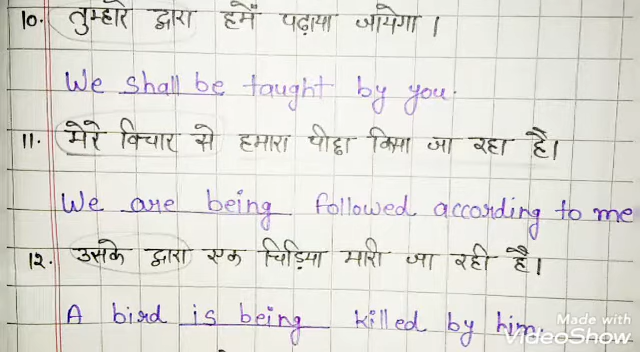 10. तुम्हारे द्वारा हमें पढ़ाया जायेगा ।
We shall be taught by you.
11. मेरे विचार से हमारा पीछा किया जा रहा है।
We are being followed according to me
12. उसके द्वारा एक चिड़िया मारी जा रही है।
A bird is being killed by him.
Made with
VideoShow